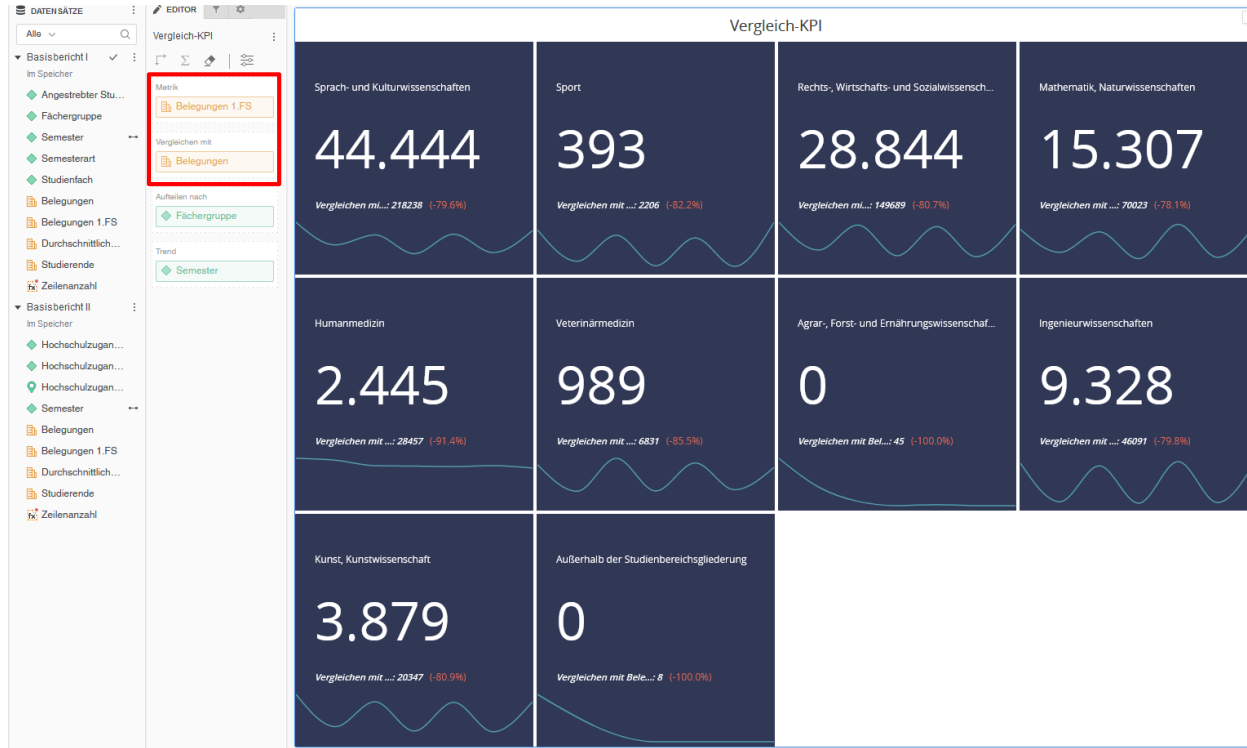 DATENSÄTZE
Alle
Basisbericht I
Im Speicher
Angestrebter Stu...
Fächergruppe
Semester
Semesterart
Studienfach
Belegungen
Belegungen 1.FS
Durchschnittlich...
Studierende
fx Zeilenanzahl
Basisbericht II
Im Speicher
Hochschulzugan...
Hochschulzugan...
Hochschulzugan...
Semester
Belegungen
Belegungen 1.FS
Durchschnittlich...
Studierende
fx Zeilenanzahl
EDITOR
Vergleich-KPI
Metrik
Belegungen 1.FS
Vergleichen mit
Belegungen
Aufteilen nach
Fächergruppe
Trend
Semester
Vergleich-KPI
Sprach- und Kulturwissenschaften
44.444
Vergleichen mi...: 218238 (-79.6%)
Sport
393
Vergleichen mit ...: 2206 (-82.2%)
Rechts-, Wirtschafts- und Sozialwissensch...
28.844
Vergleichen mi...: 149689 (-80.7%)
Mathematik, Naturwissenschaften
15.307
Vergleichen mit ...: 70023 (-78.1%)
Humanmedizin
2.445
Vergleichen mit ...: 28457 (-91.4%)
Veterinärmedizin
989
Vergleichen mit ...: 6831 (-85.5%)
Agrar-, Forst- und Ernährungswissenschaf...
0
Vergleichen mit Bel...: 45 (-100.0%)
Ingenieurwissenschaften
9.328
Vergleichen mit ...: 46091 (-79.8%)
Kunst, Kunstwissenschaft
3.879
Vergleichen mit ...: 20347 (-80.9%)
Außerhalb der Studienbereichsgliederung
0
Vergleichen mit Bele...: 8 (-100.0%)